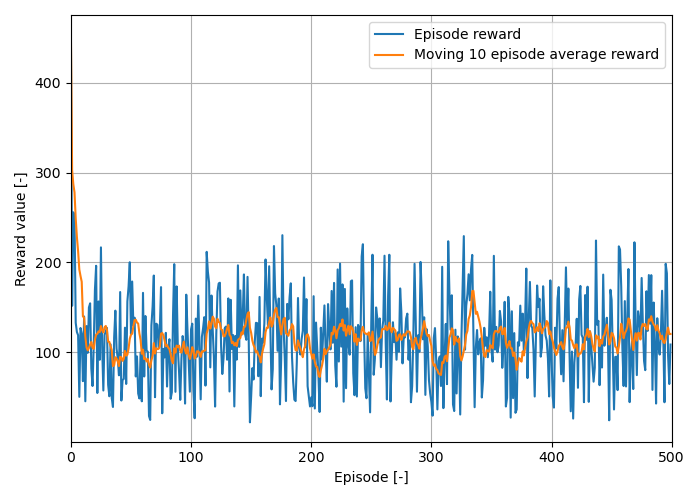 Episode reward
Moving 10 episode average reward
400
300
200
100
Reward value [-]
0 100 200 300 400 500
Episode [-]